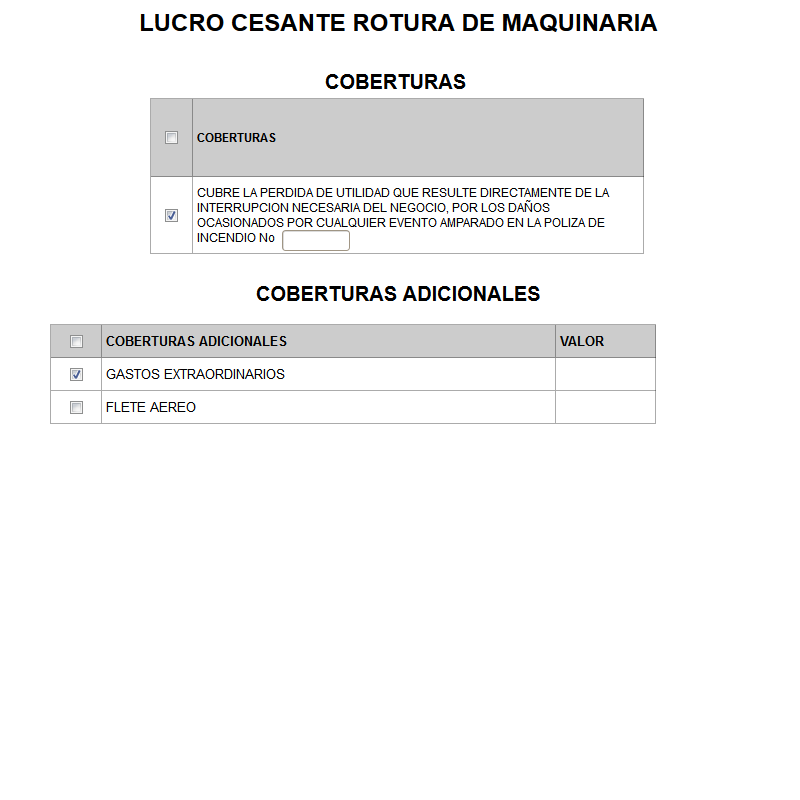 LUCRO CESANTE ROTURA DE MAQUINARIA
COBERTURAS
COBERTURAS
CUBRE LA PERDIDA DE UTILIDAD QUE RESULTE DIRECTAMENTE DE LA
INTERRUPCION NECESARIA DEL NEGOCIO, POR LOS DAÑOS
OCASIONADOS POR CUALQUIER EVENTO AMPARADO EN LA POLIZA DE
INCENDIO No
COBERTURAS ADICIONALES
COBERTURAS ADICIONALES VALOR
GASTOS EXTRAORDINARIOS
FLETE AEREO